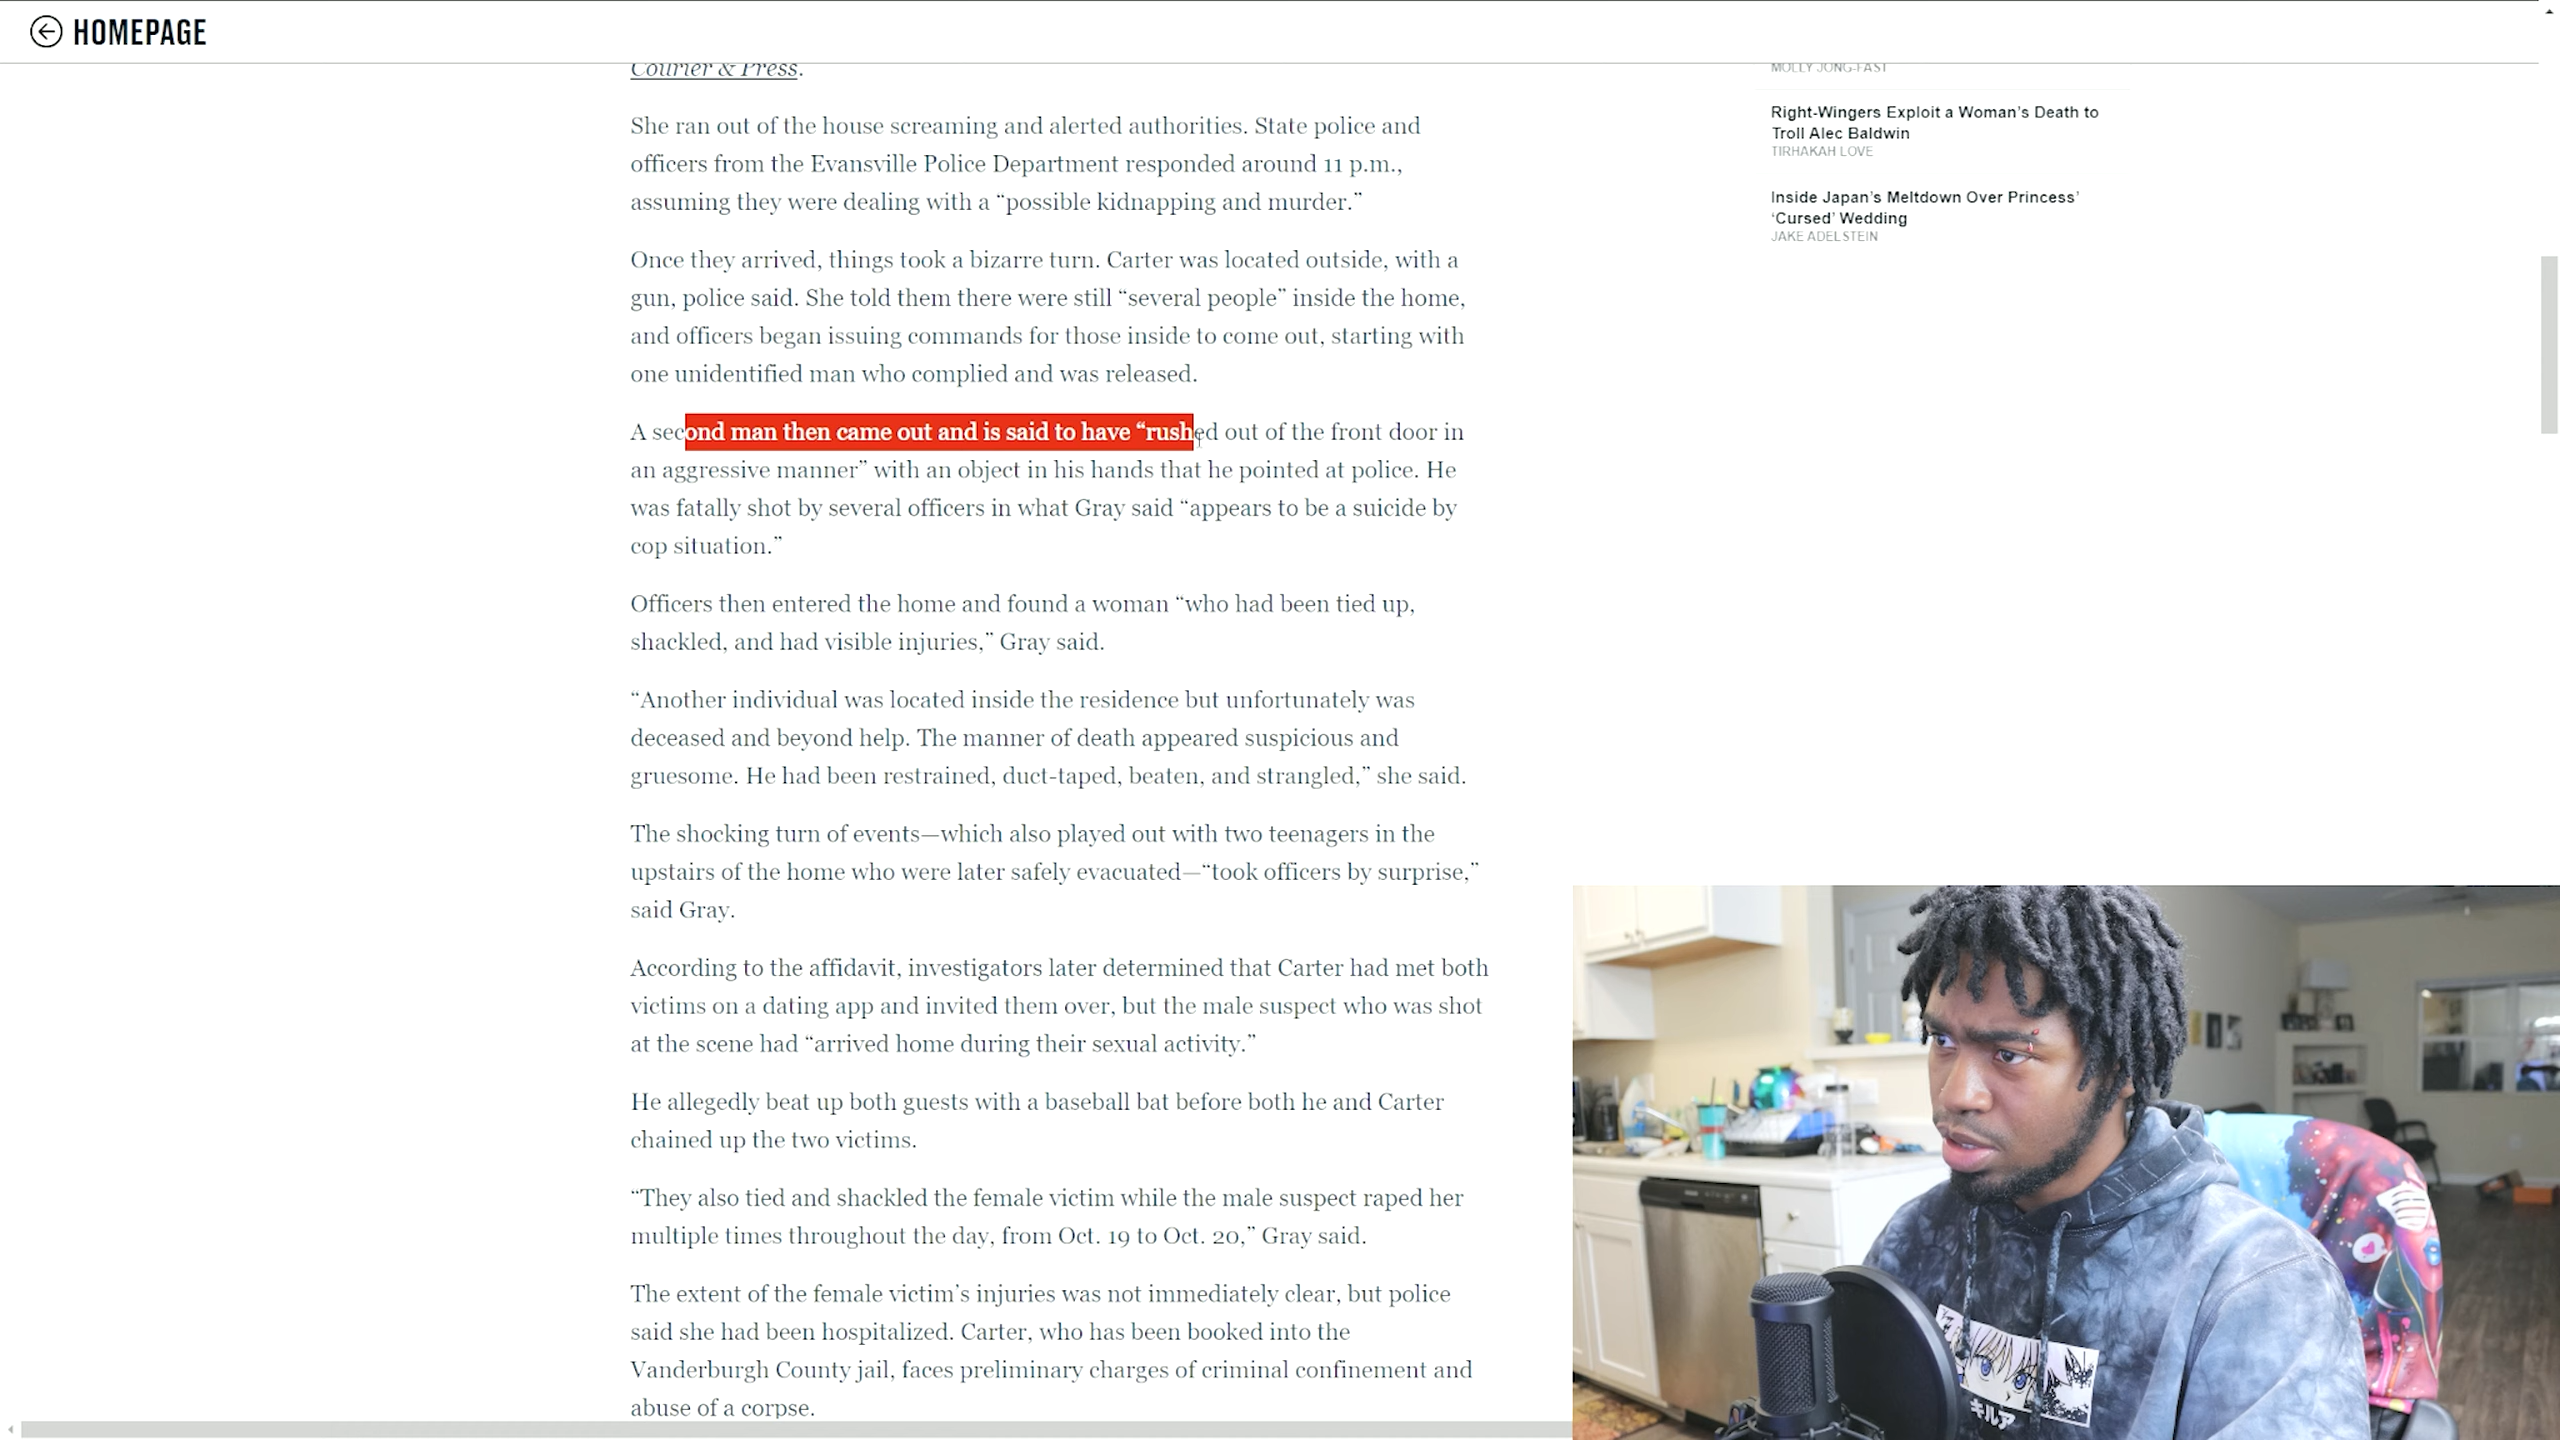 HOMEPAGE
Courier & Press.
She ran out of the house screaming and alerted authorities. State police and
officers from the Evansville Police Department responded around 11 p.m.,
assuming they were dealing with a “possible kidnapping and murder.”
Once they arrived, things took a bizarre turn. Carter was located outside, with a
gun, police said. She told them there were still “several people” inside the home,
and officers began issuing commands for those inside to come out, starting with
one unidentified man who complied and was released.
A second man then came out and is said to have “rushed out of the front door in
an aggressive manner” with an object in his hands that he pointed at police. He
was fatally shot by several officers in what Gray said “appears to be a suicide by
cop situation.”
Officers then entered the home and found a woman “who had been tied up,
shackled, and had visible injuries,” Gray said.
“Another individual was located inside the residence but unfortunately was
deceased and beyond help. The manner of death appeared suspicious and
gruesome. He had been restrained, duct-taped, beaten, and strangled,” she said.
The shocking turn of events—which also played out with two teenagers in the
upstairs of the home who were later safely evacuated—“took officers by surprise,”
said Gray.
According to the affidavit, investigators later determined that Carter had met both
victims on a dating app and invited them over, but the male suspect who was shot
at the scene had “arrived home during their sexual activity.”
He allegedly beat up both guests with a baseball bat before both he and Carter
chained up the two victims.
“They also tied and shackled the female victim while the male suspect raped her
multiple times throughout the day, from Oct. 19 to Oct. 20,” Gray said.
The extent of the female victim’s injuries was not immediately clear, but police
said she had been hospitalized. Carter, who has been booked into the
Vanderburgh County jail, faces preliminary charges of criminal confinement and
abuse of a corpse.
MOLLY JONG-FAST
Right-Wingers Exploit a Woman’s Death to
Troll Alec Baldwin
TIRHAKAH LOVE
Inside Japan’s Meltdown Over Princess’
‘Cursed’ Wedding
JAKE ADELSTEIN
キルア